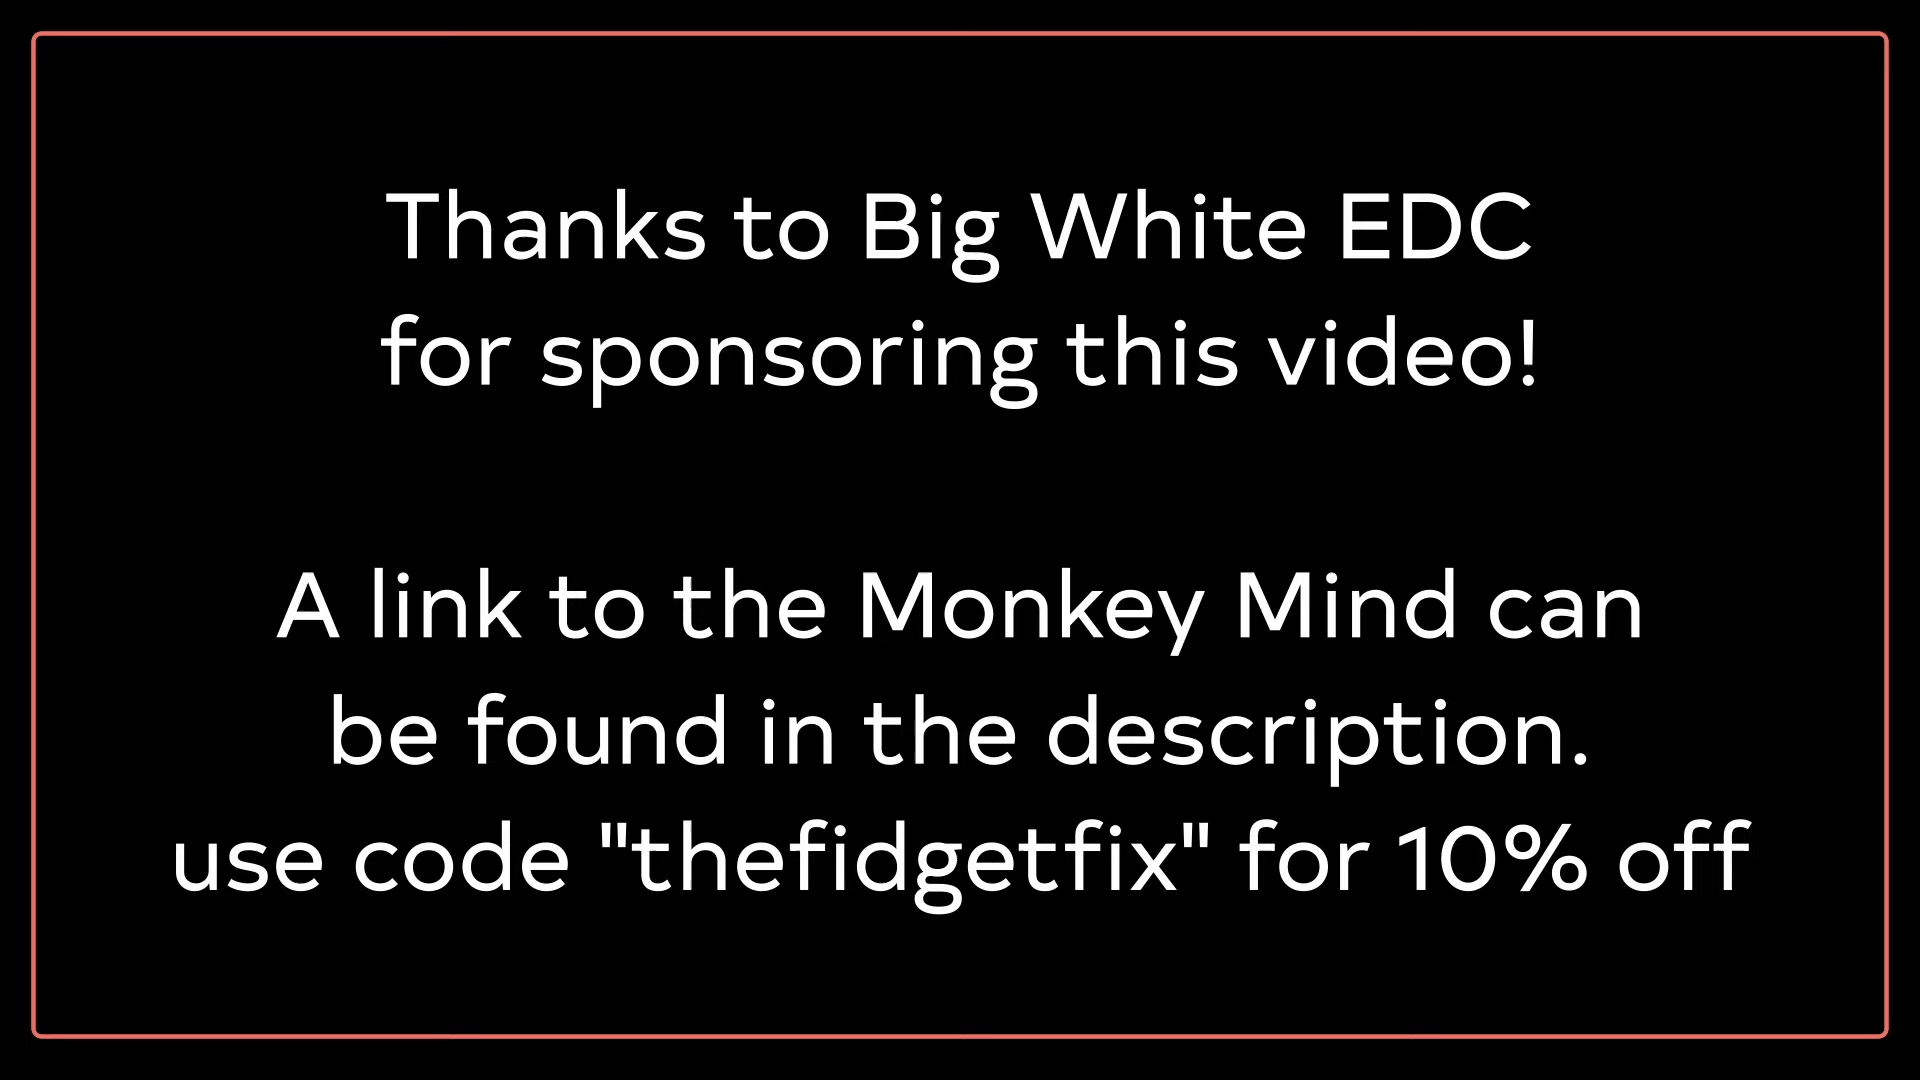 Thanks to Big White EDC
for sponsoring this video!
A link to the Monkey Mind can
be found in the description.
use code "thefidgetfix" for 10% off